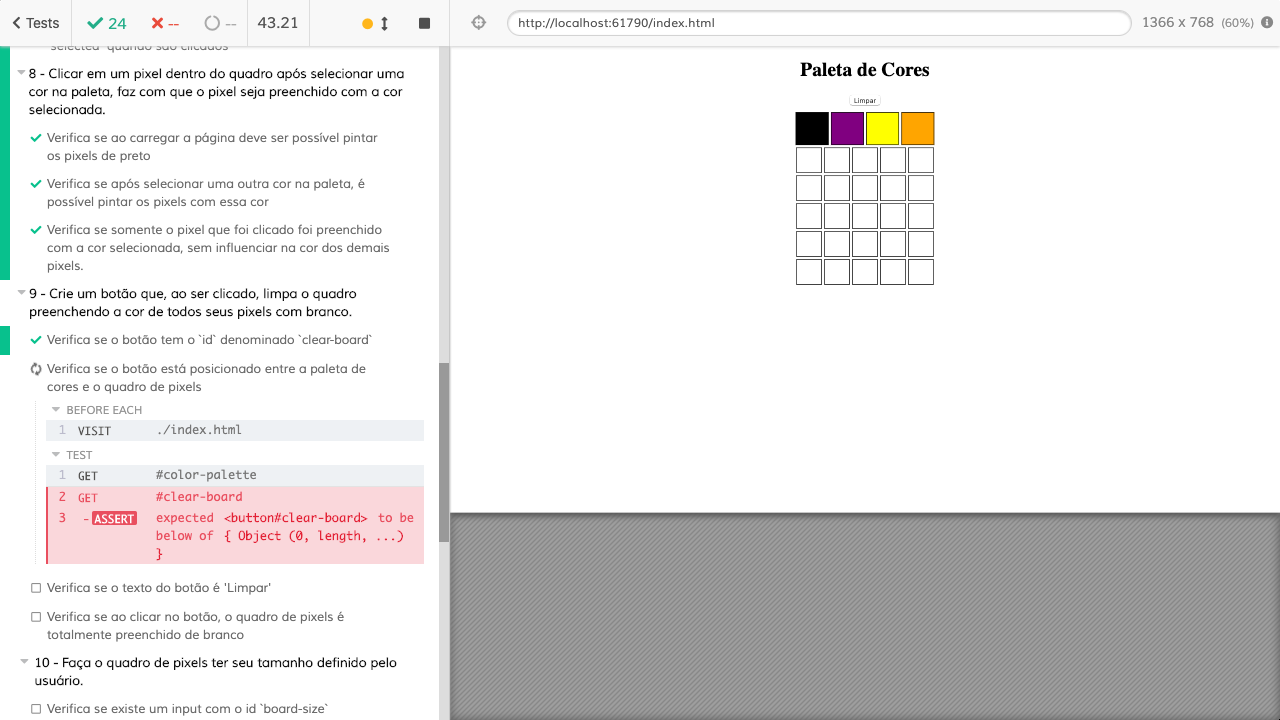 Tests
24
--
--
43.21
http://localhost:61790/index.html
1366 x 768 (60%)
selected` quando são clicados
8 - Clicar em um pixel dentro do quadro após selecionar uma
cor na paleta, faz com que o pixel seja preenchido com a cor
selecionada.
Verifica se ao carregar a página deve ser possível pintar
os pixels de preto
Verifica se após selecionar uma outra cor na paleta, é
possível pintar os pixels com essa cor
Verifica se somente o pixel que foi clicado foi preenchido
com a cor selecionada, sem influenciar na cor dos demais
pixels.
9 - Crie um botão que, ao ser clicado, limpa o quadro
preenchendo a cor de todos seus pixels com branco.
Verifica se o botão tem o `id` denominado `clear-board`
Verifica se o botão está posicionado entre a paleta de
cores e o quadro de pixels
BEFORE EACH
1 VISIT ./index.html
TEST
1 GET #color-palette
2 GET #clear-board
3 - ASSERT expected <button#clear-board> to be
below of { Object (0, length, ...)
}
Verifica se o texto do botão é 'Limpar'
Verifica se ao clicar no botão, o quadro de pixels é
totalmente preenchido de branco
10 - Faça o quadro de pixels ter seu tamanho definido pelo
usuário.
Verifica se existe um input com o id `board-size`
Paleta de Cores
Limpar